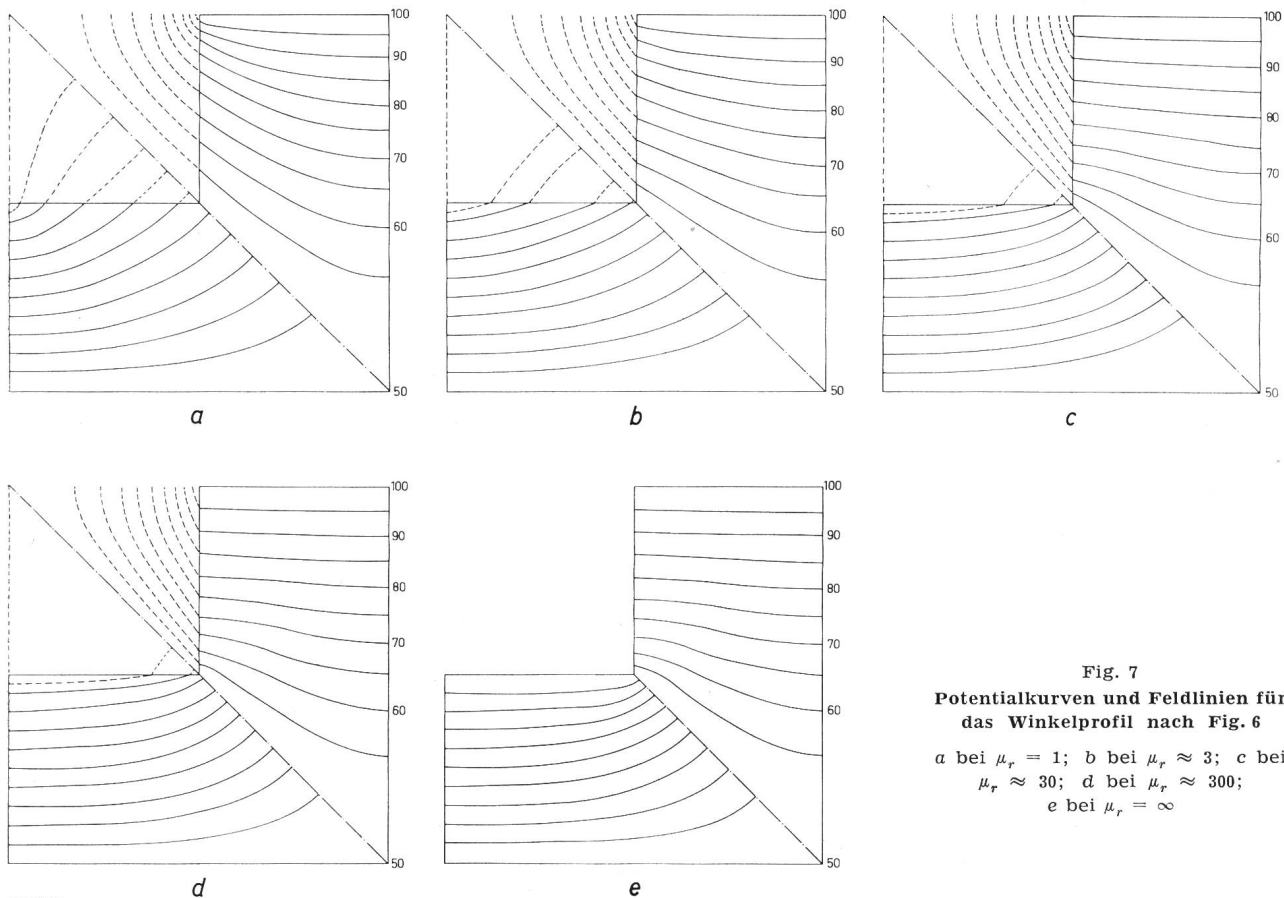 100
90
80
70
60
50
a
100
90
80
70
60
50
b
100
90
80
70
60
50
c
100
90
80
70
60
50
d
100
90
80
70
60
50
e
Fig. 7
Potentialkurven und Feldlinien für
das Winkelprofil nach Fig. 6
a bei μr = 1; b bei μr ≈ 3; c bei
μr ≈ 30; d bei μr ≈ 300;
e bei μr = ∞